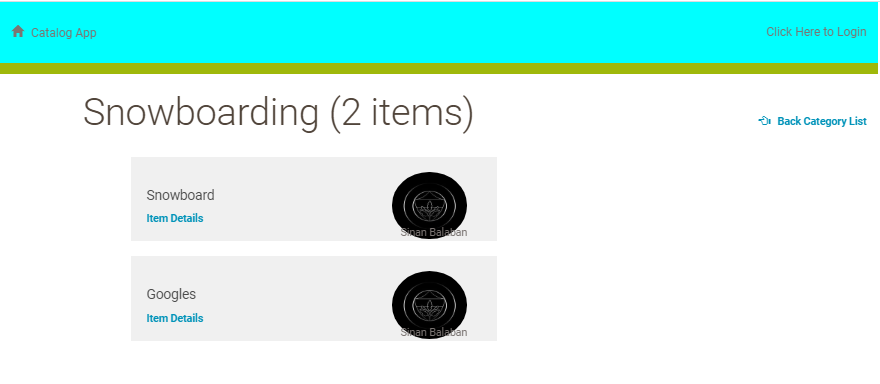 Catalog App
Click Here to Login
Snowboarding (2 items)
Back Category List
Snowboard
Item Details
Sinan Balaban
Googles
Item Details
Sinan Balaban